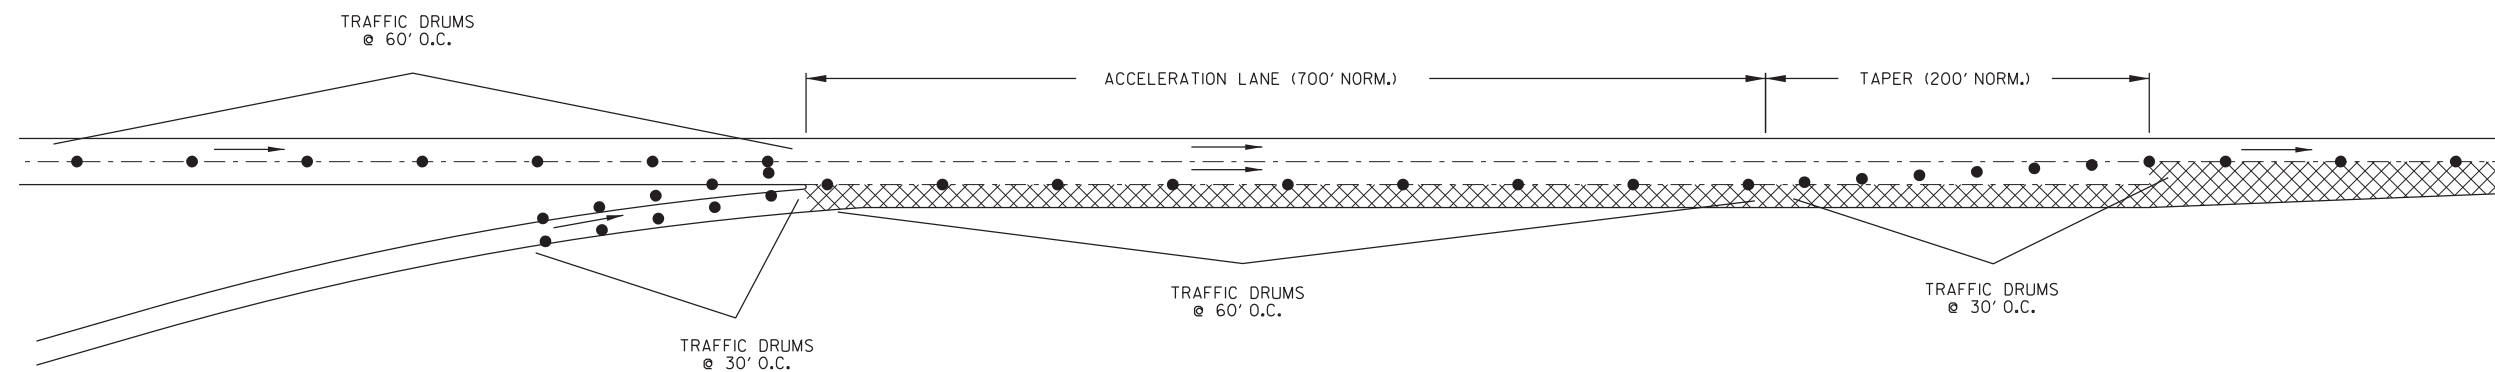 TRAFFIC DRUMS
@ 60' O.C.
ACCELERATION LANE (700' NORM.)
TAPER (200' NORM.)
TRAFFIC DRUMS
@ 30' O.C.
TRAFFIC DRUMS
@ 60' O.C.
TRAFFIC DRUMS
@ 30' O.C.